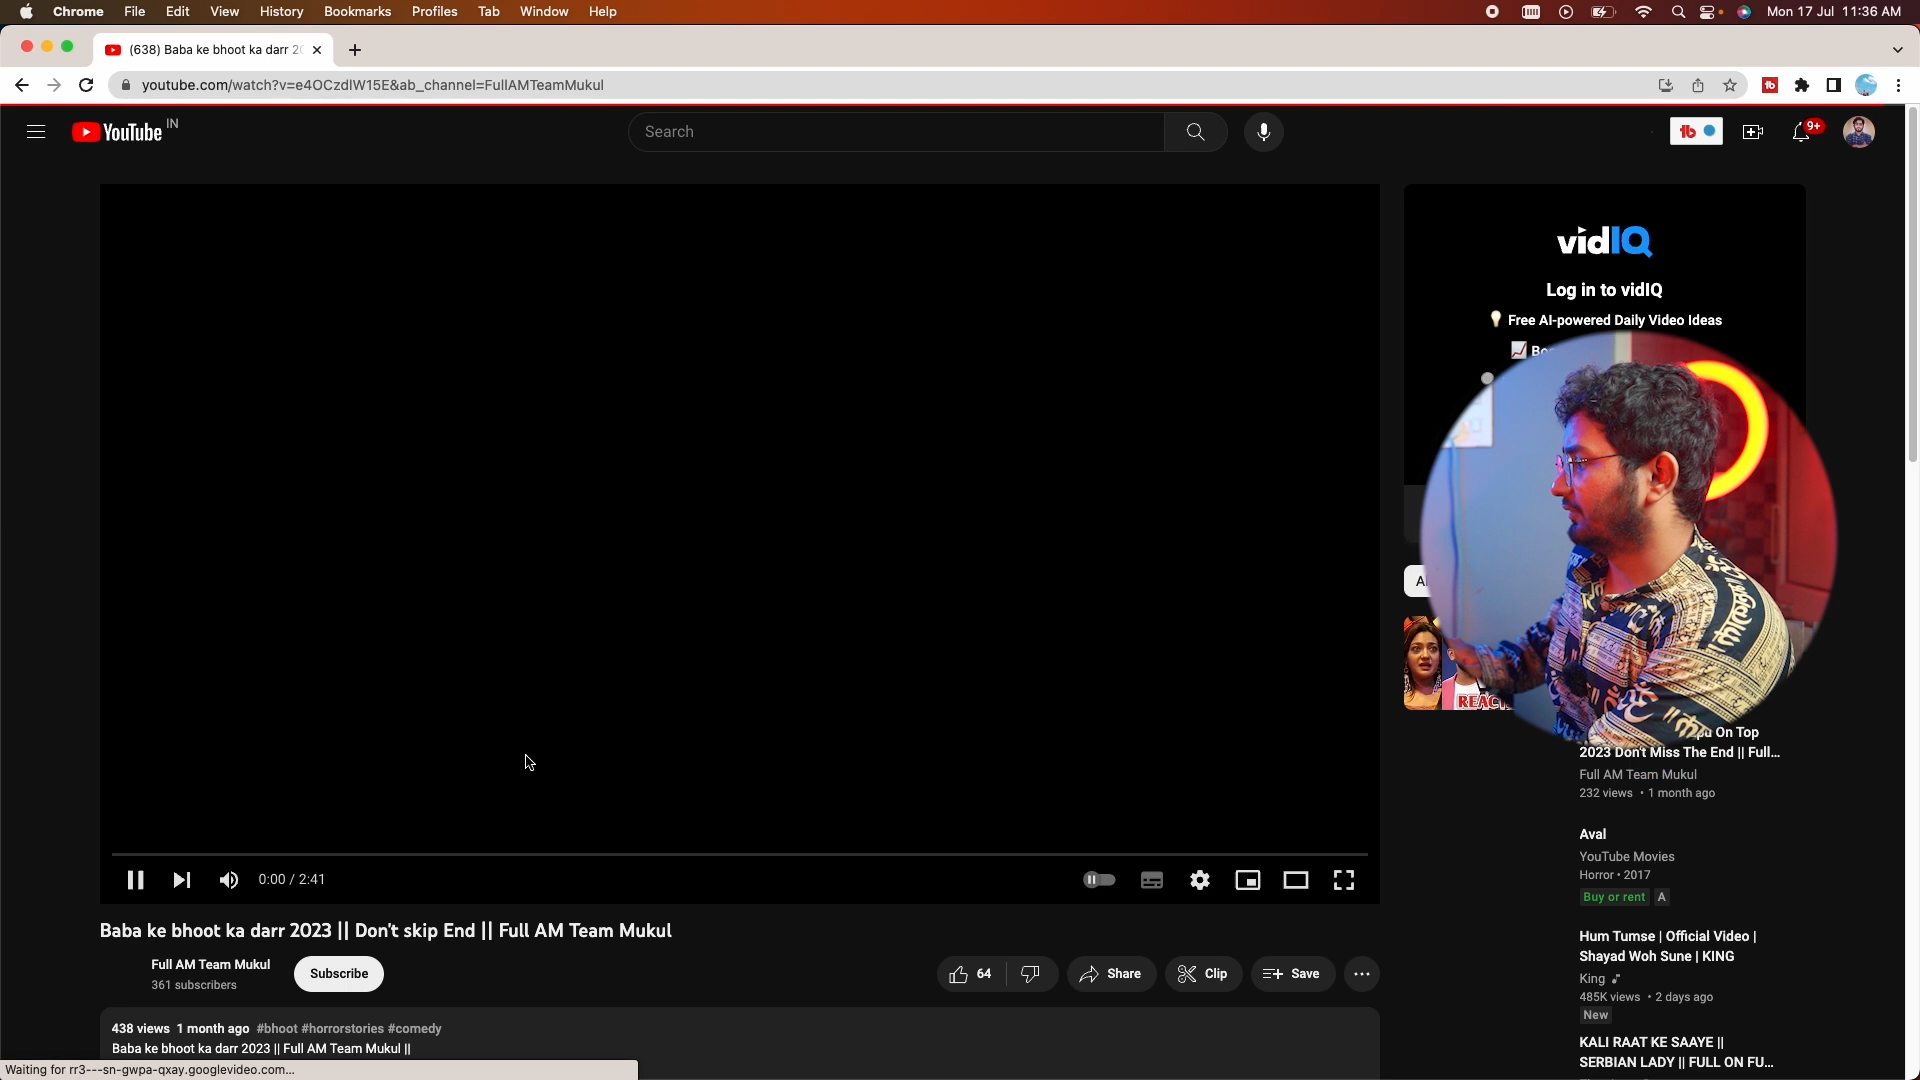 Chrome File Edit View History Bookmarks Profiles Tab Window Help Mon 17 Jul 11:36 AM
(638) Baba ke bhoot ka darr 20
youtube.com/watch?v=e4OCzdlW15E&ab_channel=FullAMTeamMukul
YouTube IN
Search
tb
9+
vidIQ
Log in to vidIQ
Free AI-powered Daily Video Ideas
REACT
0:00 / 2:41
Baba ke bhoot ka darr 2023 || Don't skip End || Full AM Team Mukul
Full AM Team Mukul
361 subscribers
Subscribe
64
Share
Clip
Save
438 views 1 month ago #bhoot #horrorstories #comedy
Baba ke bhoot ka darr 2023 || Full AM Team Mukul ||
Waiting for rr3---sn-gwpa-qxay.googlevideo.com...
On Top
2023 Don't Miss The End || Full...
Full AM Team Mukul
232 views • 1 month ago
Aval
YouTube Movies
Horror • 2017
Buy or rent A
Hum Tumse | Official Video |
Shayad Woh Sune | KING
King
485K views • 2 days ago
New
KALI RAAT KE SAAYE ||
SERBIAN LADY || FULL ON FU...